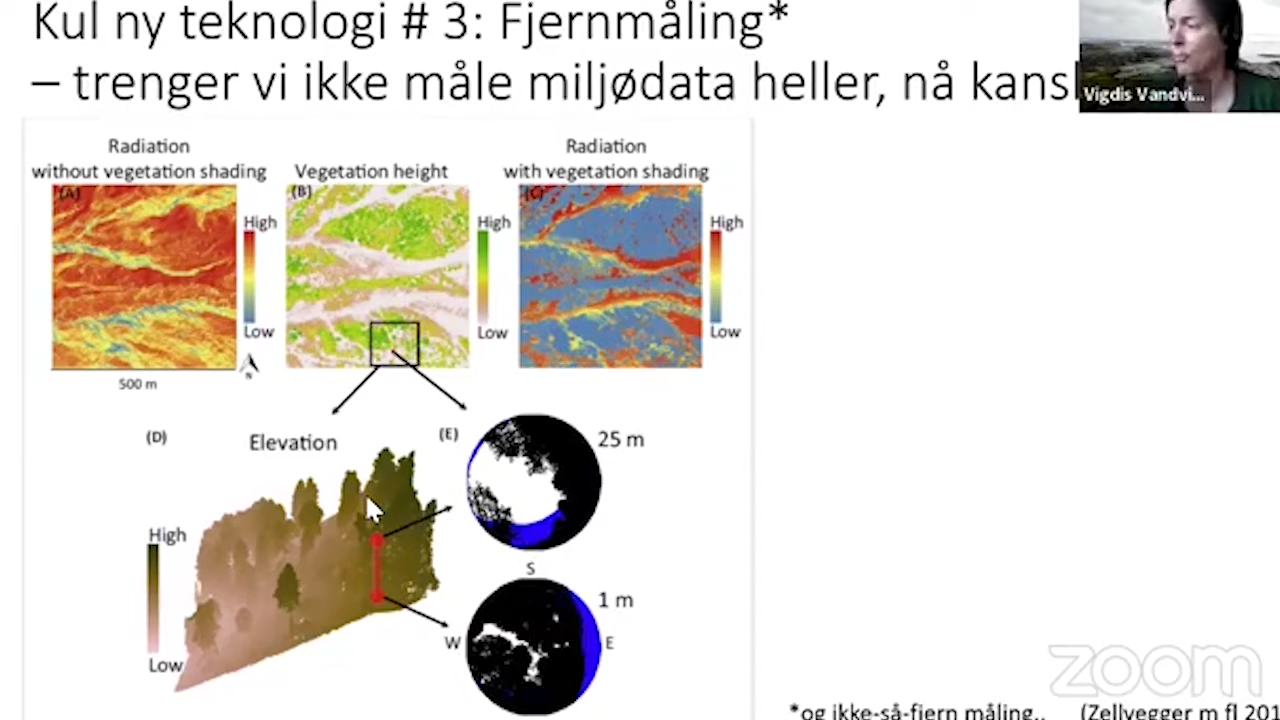 Kul ny teknologi # 3: Fjernmåling*
– trenger vi ikke måle miljødata heller, nå kans
Vigdis Vandvi...
Radiation
without vegetation shading
Vegetation height
Radiation
with vegetation shading
(A)
(B)
(C)
High
High
High
Low
Low
Low
N
500 m
(D)
Elevation
(E)
25 m
High
Low
S
1 m
W
E
zoom
*og ikke-så-fjern måling..
(Zellvegger m fl 201